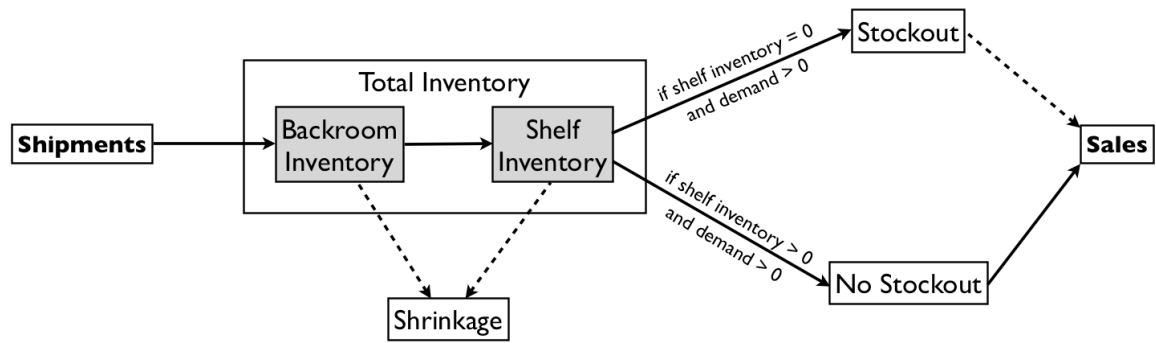 Shipments
Total Inventory
Backroom
Inventory
Shelf
Inventory
Shrinkage
if shelf inventory = 0
and demand > 0
if shelf inventory > 0
and demand > 0
Stockout
No Stockout
Sales